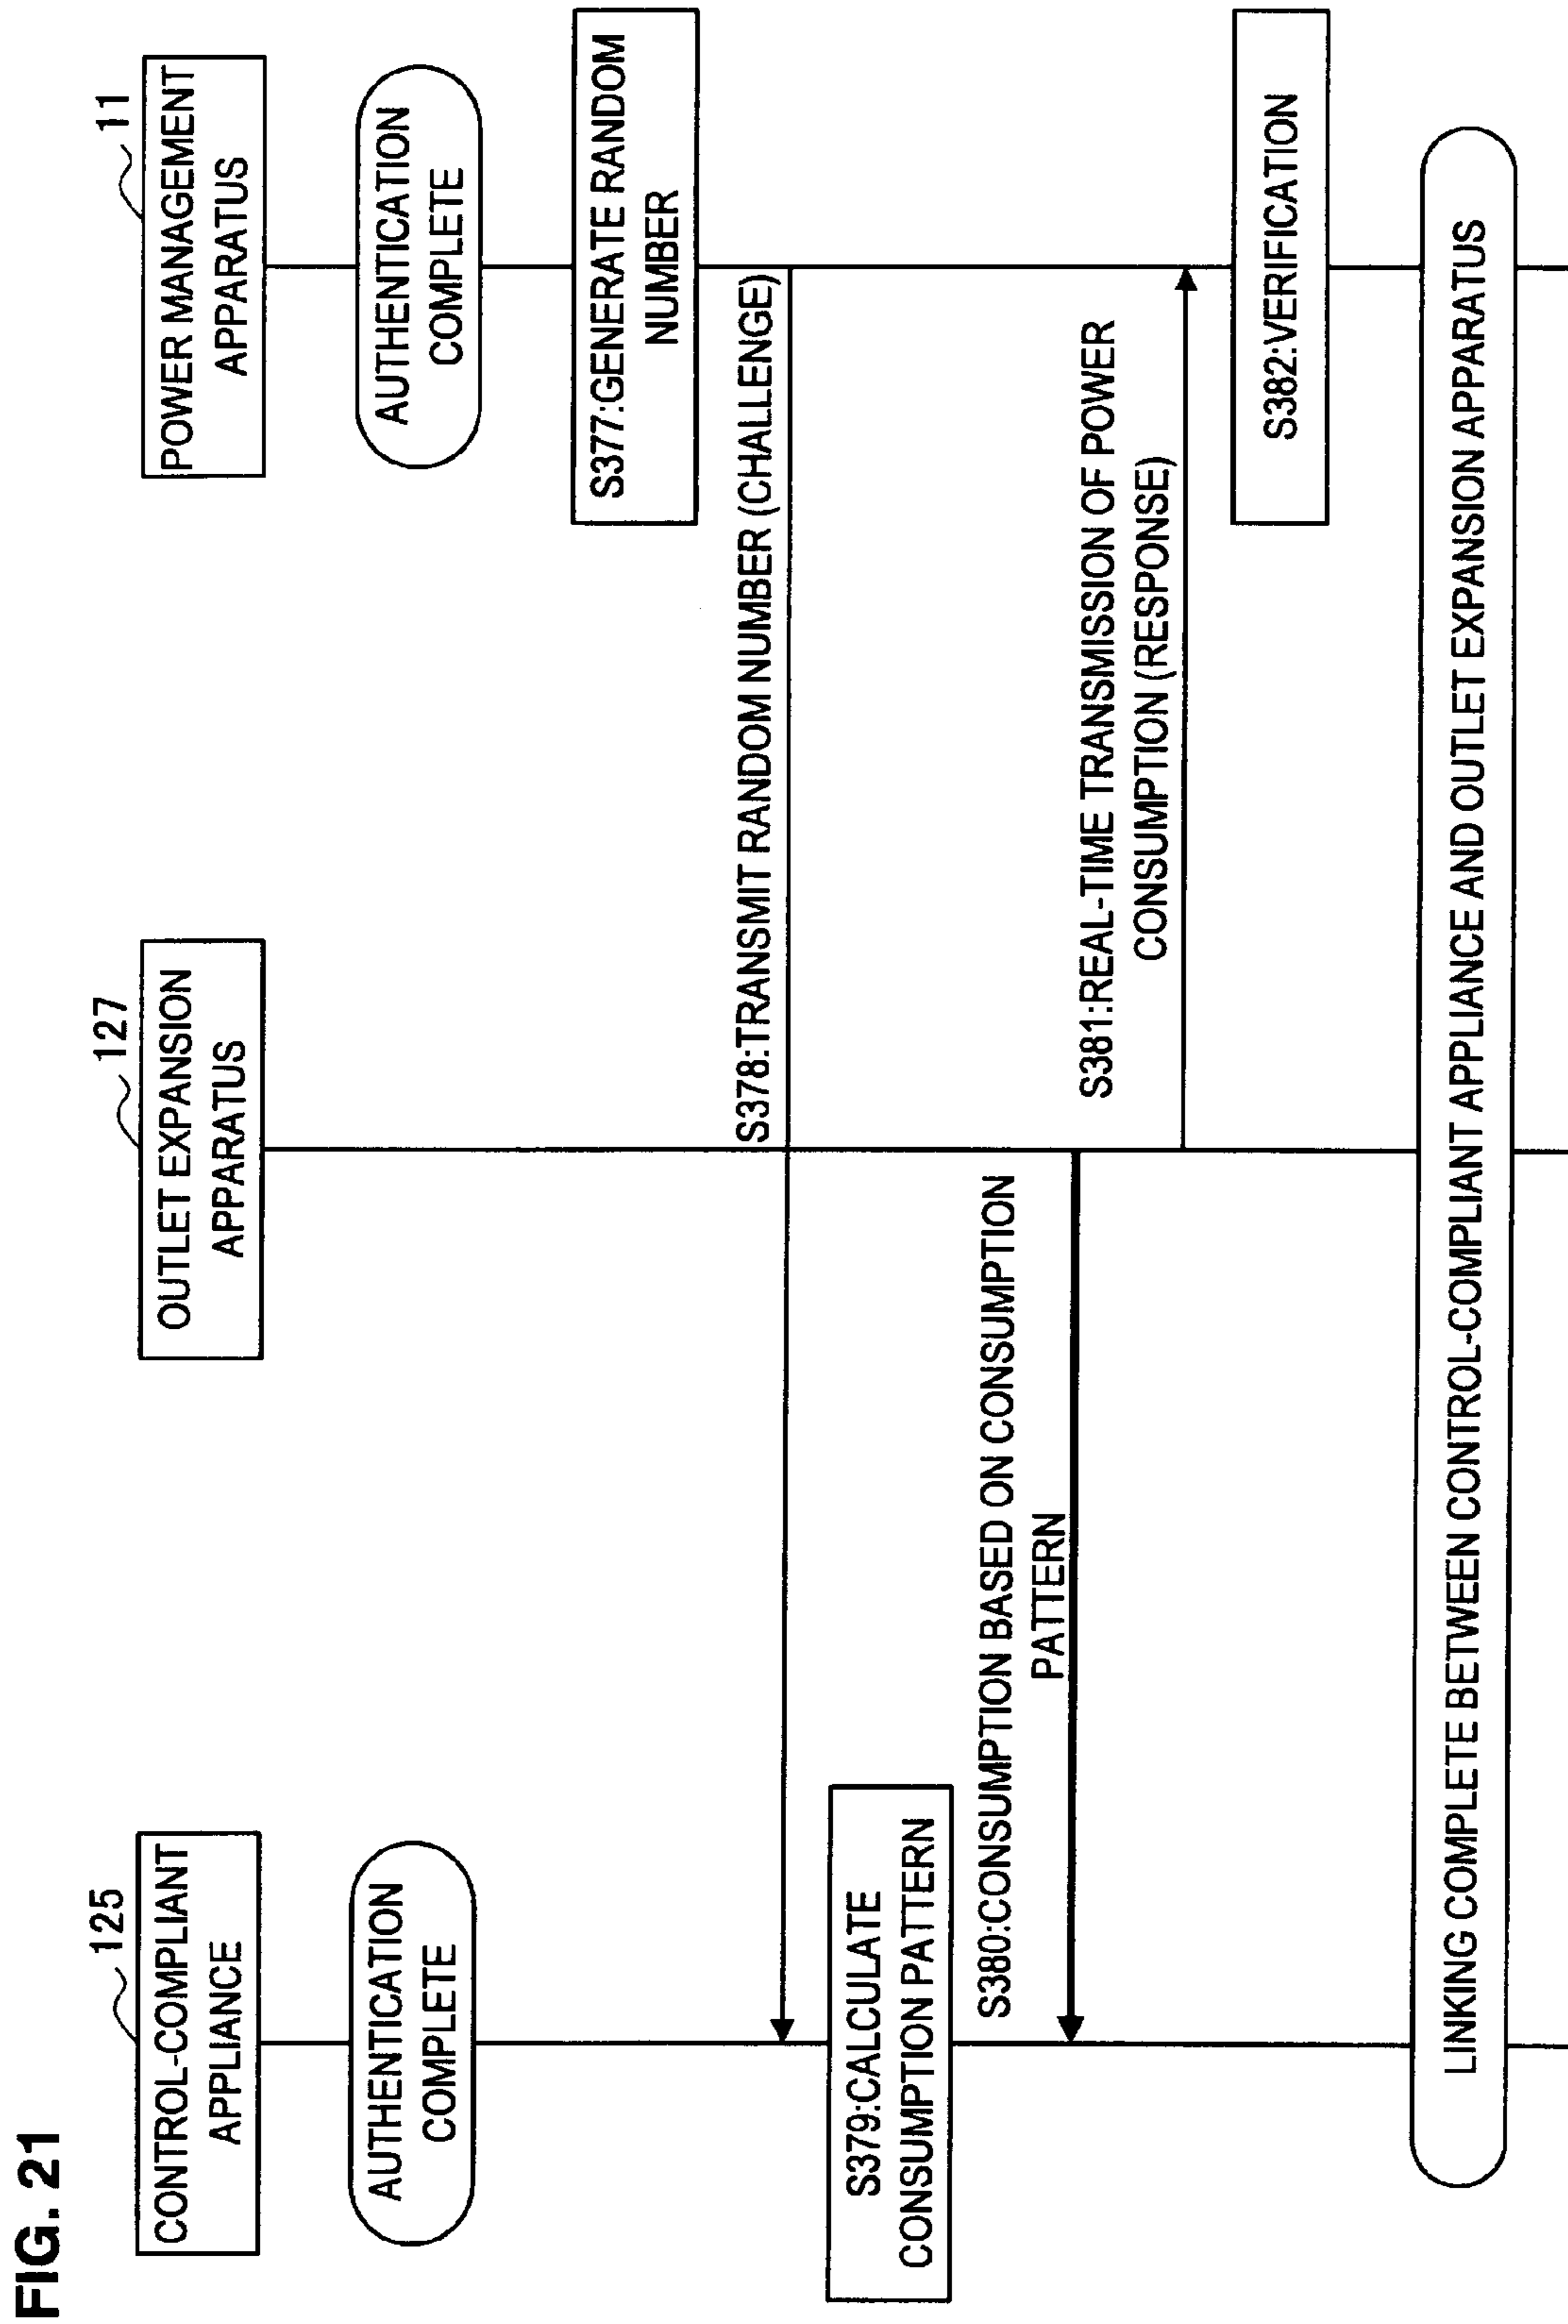 FIG. 21
125
CONTROL-COMPLIANT
APPLIANCE
127
OUTLET EXPANSION
APPARATUS
11
POWER MANAGEMENT
APPARATUS
AUTHENTICATION
COMPLETE
AUTHENTICATION
COMPLETE
S377:GENERATE RANDOM
NUMBER
S378:TRANSMIT RANDOM NUMBER (CHALLENGE)
S379:CALCULATE
CONSUMPTION PATTERN
S380:CONSUMPTION BASED ON CONSUMPTION
PATTERN
S381:REAL-TIME TRANSMISSION OF POWER
CONSUMPTION (RESPONSE)
S382:VERIFICATION
LINKING COMPLETE BETWEEN CONTROL-COMPLIANT APPLIANCE AND OUTLET EXPANSION APPARATUS